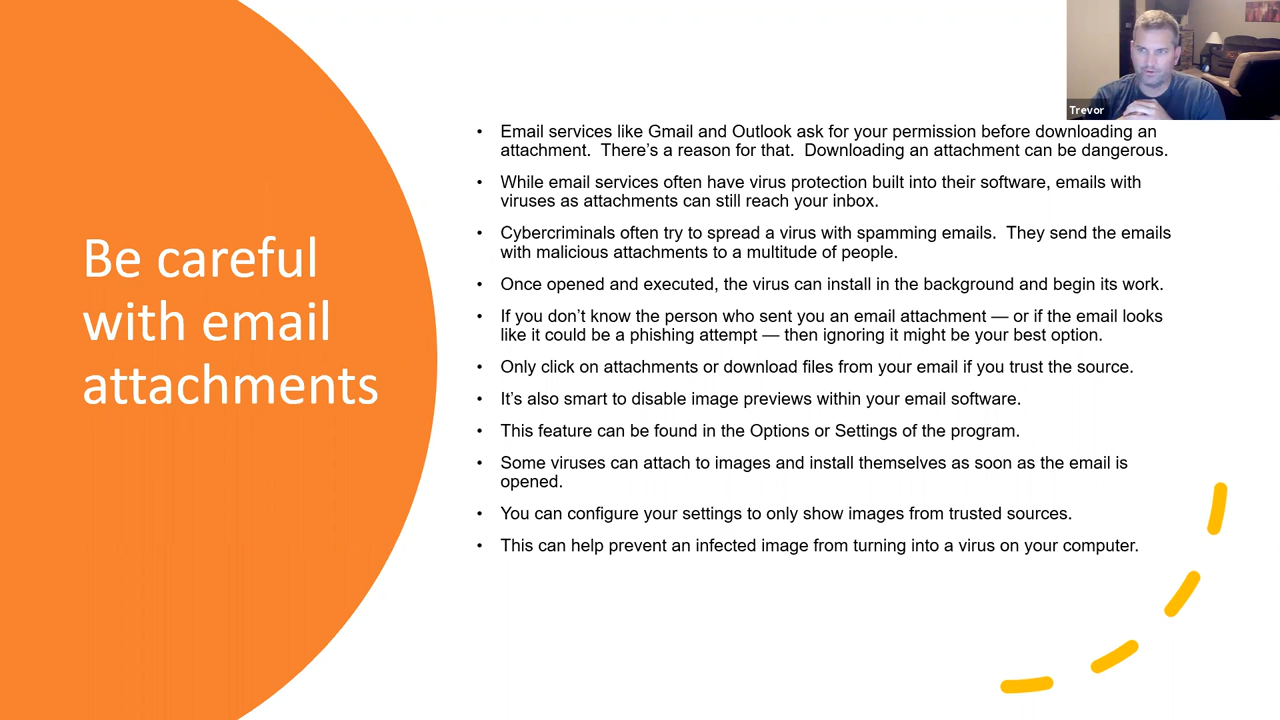 Trevor
Be careful
with email
attachments
• Email services like Gmail and Outlook ask for your permission before downloading an
attachment.  There's a reason for that.  Downloading an attachment can be dangerous.
• While email services often have virus protection built into their software, emails with
viruses as attachments can still reach your inbox.
• Cybercriminals often try to spread a virus with spamming emails.  They send the emails
with malicious attachments to a multitude of people.
• Once opened and executed, the virus can install in the background and begin its work.
• If you don't know the person who sent you an email attachment — or if the email looks
like it could be a phishing attempt — then ignoring it might be your best option.
• Only click on attachments or download files from your email if you trust the source.
• It's also smart to disable image previews within your email software.
• This feature can be found in the Options or Settings of the program.
• Some viruses can attach to images and install themselves as soon as the email is
opened.
• You can configure your settings to only show images from trusted sources.
• This can help prevent an infected image from turning into a virus on your computer.